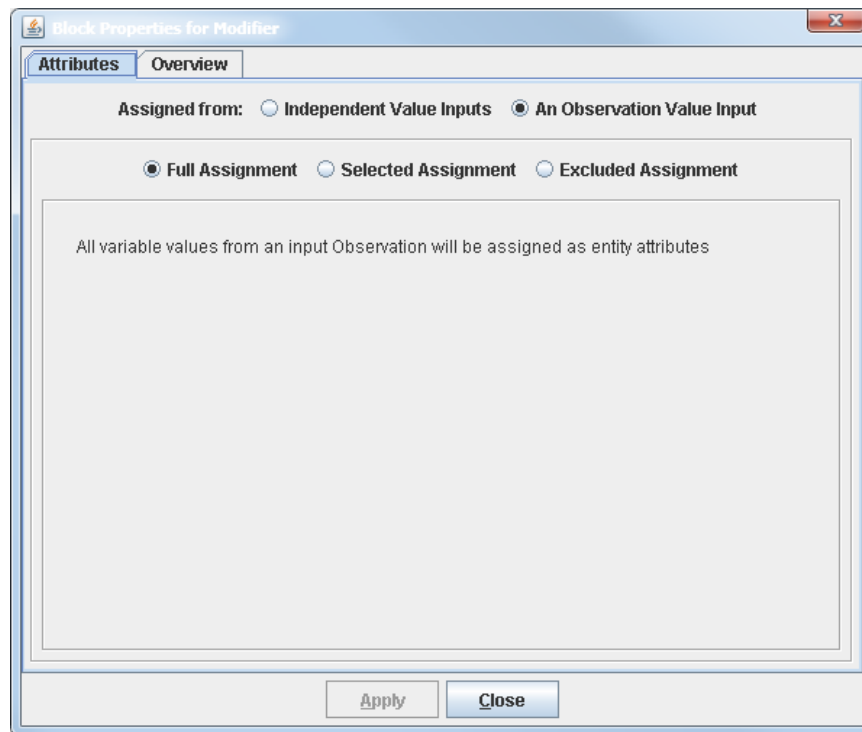 Block Properties for Modifier
Attributes Overview
Assigned from: Independent Value Inputs An Observation Value Input
Full Assignment Selected Assignment Excluded Assignment
All variable values from an input Observation will be assigned as entity attributes
Apply Close